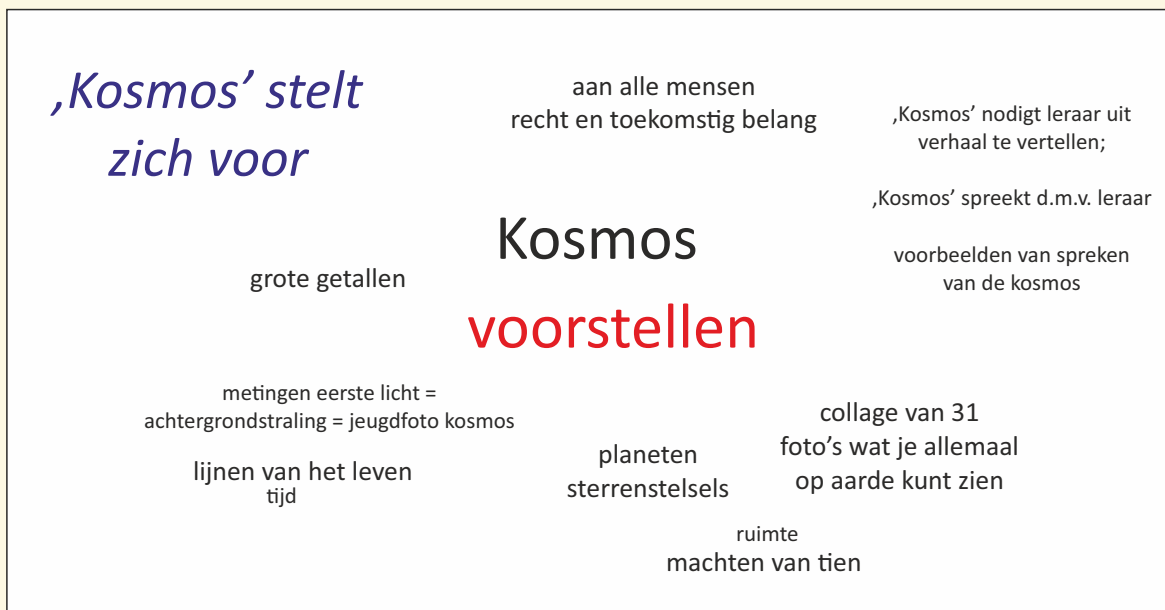 ‚Kosmos’ stelt
zich voor
aan alle mensen
recht en toekomstig belang
‚Kosmos’ nodigt leraar uit
verhaal te vertellen;
‚Kosmos’ spreekt d.m.v. leraar
voorbeelden van spreken
van de kosmos
Kosmos
voorstellen
grote getallen
metingen eerste licht =
achtergrondstraling = jeugdfoto kosmos
lijnen van het leven
tijd
planeten
sterrenstelsels
collage van 31
foto’s wat je allemaal
op aarde kunt zien
ruimte
machten van tien